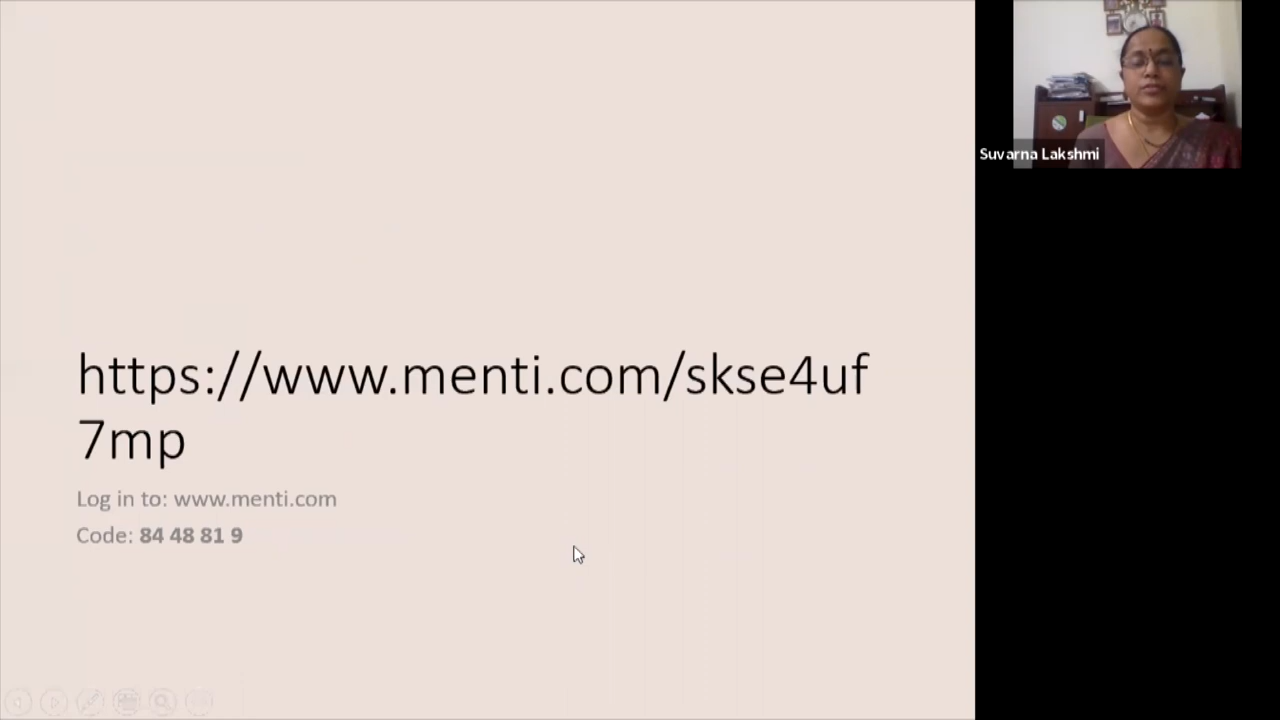 https://www.menti.com/skse4uf
7mp
Log in to: www.menti.com
Code: 84 48 81 9
Suvarna Lakshmi